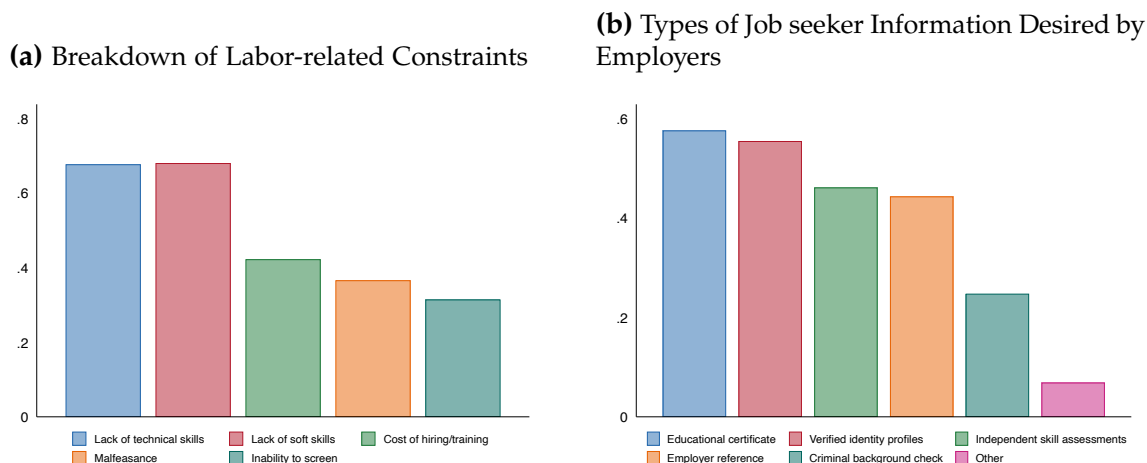 (a) Breakdown of Labor-related Constraints
.8
.6
.4
.2
0
Lack of technical skills Lack of soft skills Cost of hiring/training
Malfeasance Inability to screen
(b) Types of Job seeker Information Desired by
Employers
.6
.4
.2
0
Educational certificate Verified identity profiles Independent skill assessments
Employer reference Criminal background check Other